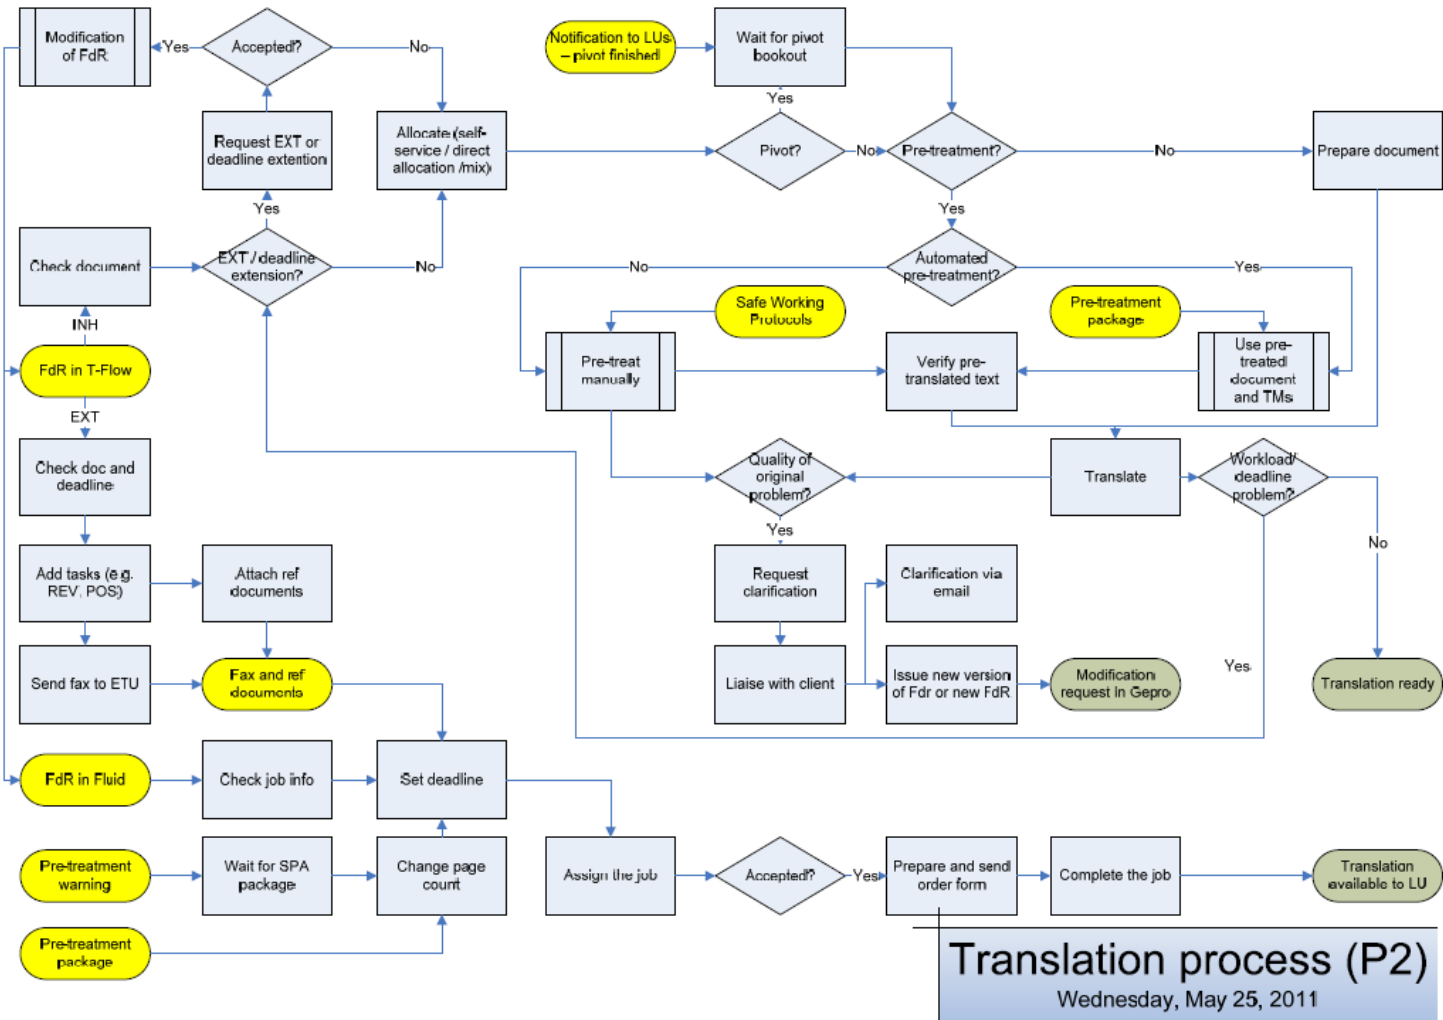 Modification
of FdR
Yes
Accepted?
No
Notification to LUs
– pivot finished
Wait for pivot
bookout
Yes
Request EXT or
deadline extention
Allocate (self-
service / direct
allocation /mix)
Pivot?
No
Pre-treatment?
No
Prepare document
Yes
Yes
Check document
EXT / deadline
extension?
No
No
Automated
pre-treatment?
Yes
Safe Working
Protocols
Pre-treatment
package
INH
FdR in T-Flow
Pre-treat
manually
Verify pre-
translated text
Use pre-
treated
document
and TMs
EXT
Check doc and
deadline
Quality of
original
problem?
Translate
Workload/
deadline
problem?
Yes
No
Add tasks (e.g.
REV, POS)
Attach ref
documents
Request
clarification
Clarification via
email
Send fax to ETU
Fax and ref
documents
Liaise with client
Issue new version
of Fdr or new FdR
Modification
request in Gepro
Yes
Translation ready
FdR in Fluid
Check job info
Set deadline
Pre-treatment
warning
Wait for SPA
package
Change page
count
Assign the job
Accepted?
Yes
Prepare and send
order form
Complete the job
Translation
available to LU
Pre-treatment
package
Translation process (P2)
Wednesday, May 25, 2011